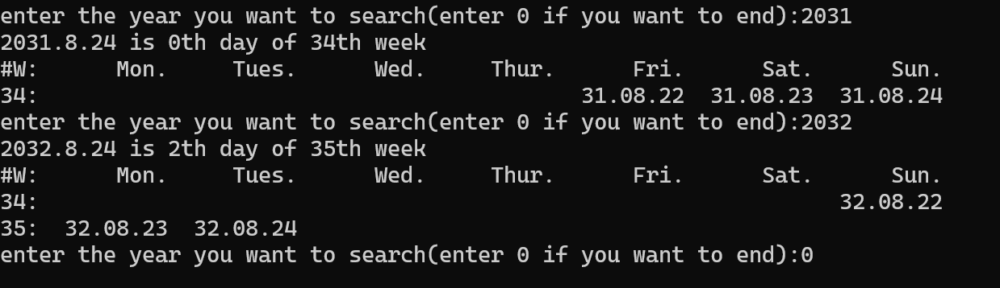 enter the year you want to search(enter 0 if you want to end):2031
2031.8.24 is 0th day of 34th week
#W:      Mon.     Tues.      Wed.     Thur.      Fri.      Sat.      Sun.
34:                                          31.08.22  31.08.23  31.08.24
enter the year you want to search(enter 0 if you want to end):2032
2032.8.24 is 2th day of 35th week
#W:      Mon.     Tues.      Wed.     Thur.      Fri.      Sat.      Sun.
34:                                                              32.08.22
35:  32.08.23  32.08.24
enter the year you want to search(enter 0 if you want to end):0